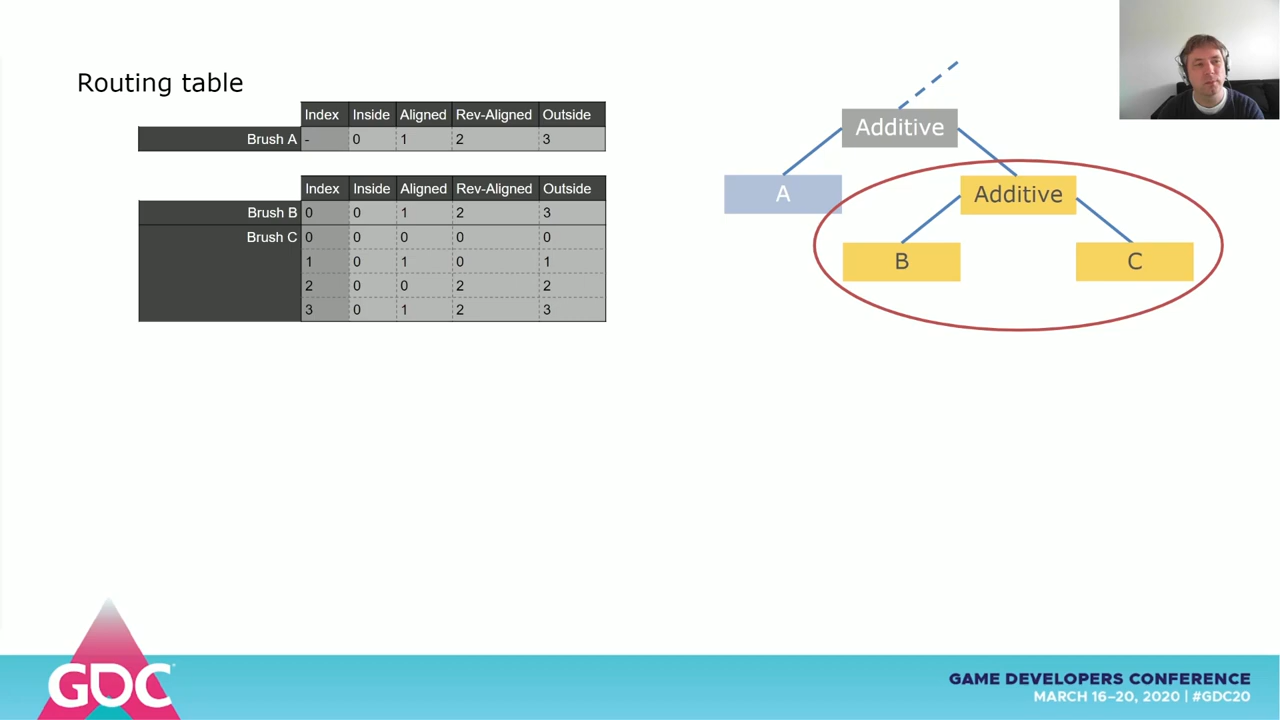 Routing table
Index Inside Aligned Rev-Aligned Outside
Brush A - 0 1 2 3
Index Inside Aligned Rev-Aligned Outside
Brush B 0 0 1 2 3
Brush C 0 0 0 0 0
1 0 1 0 1
2 0 0 2 2
3 0 1 2 3
Additive
A
Additive
B
C
GDC
GAME DEVELOPERS CONFERENCE
MARCH 16–20, 2020 | #GDC20